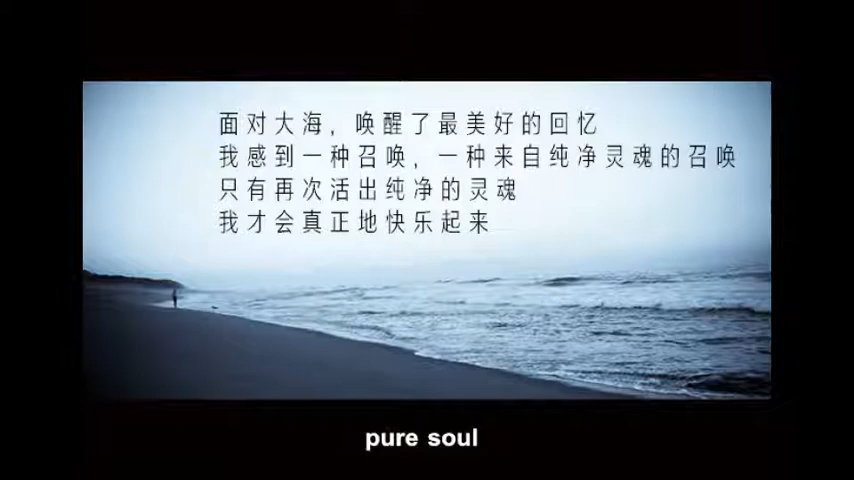 面对大海，唤醒了最美好的回忆
我感到一种召唤，一种来自纯净灵魂的召唤
只有再次活出纯净的灵魂
我才会真正地快乐起来
pure soul